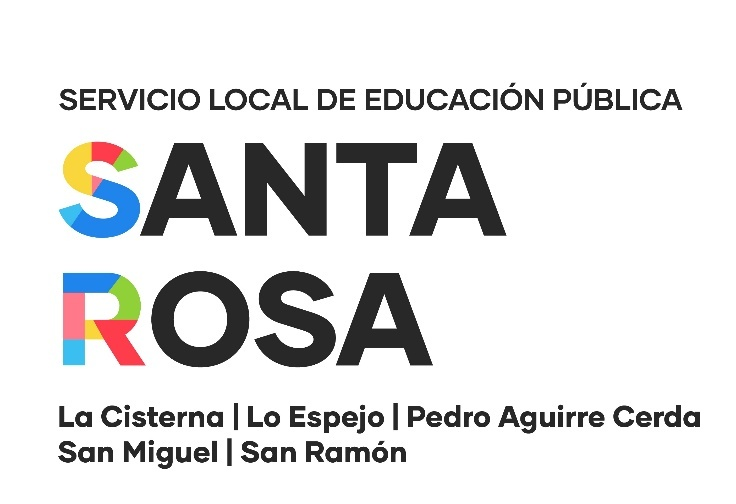 SERVICIO LOCAL DE EDUCACIÓN PÚBLICA
SANTA
ROSA
La Cisterna | Lo Espejo | Pedro Aguirre Cerda
San Miguel | San Ramón